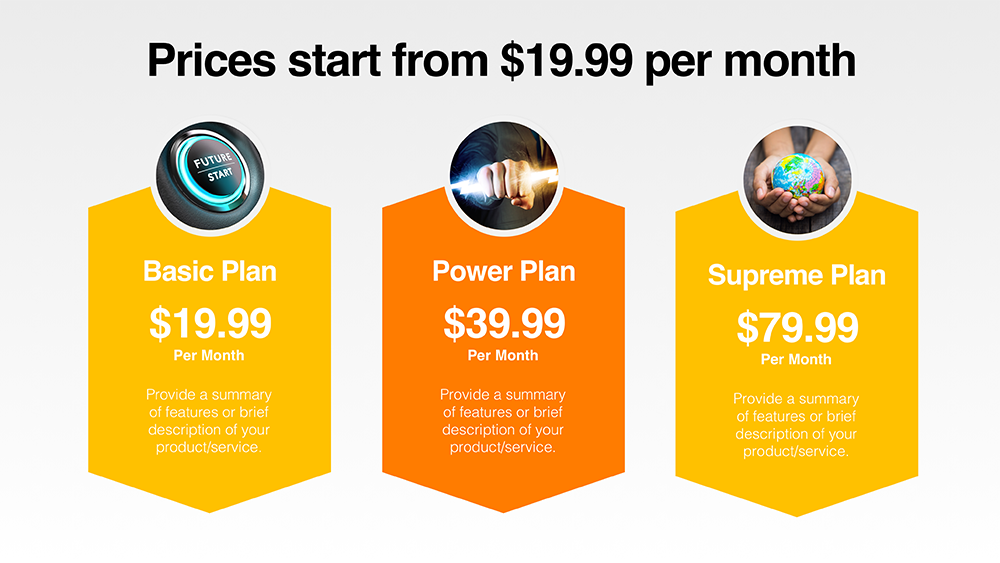 Prices start from $19.99 per month
FUTURE
START
Basic Plan
$19.99
Per Month
Provide a summary
of features or brief
description of your
product/service.
Power Plan
$39.99
Per Month
Provide a summary
of features or brief
description of your
product/service.
Supreme Plan
$79.99
Per Month
Provide a summary
of features or brief
description of your
product/service.